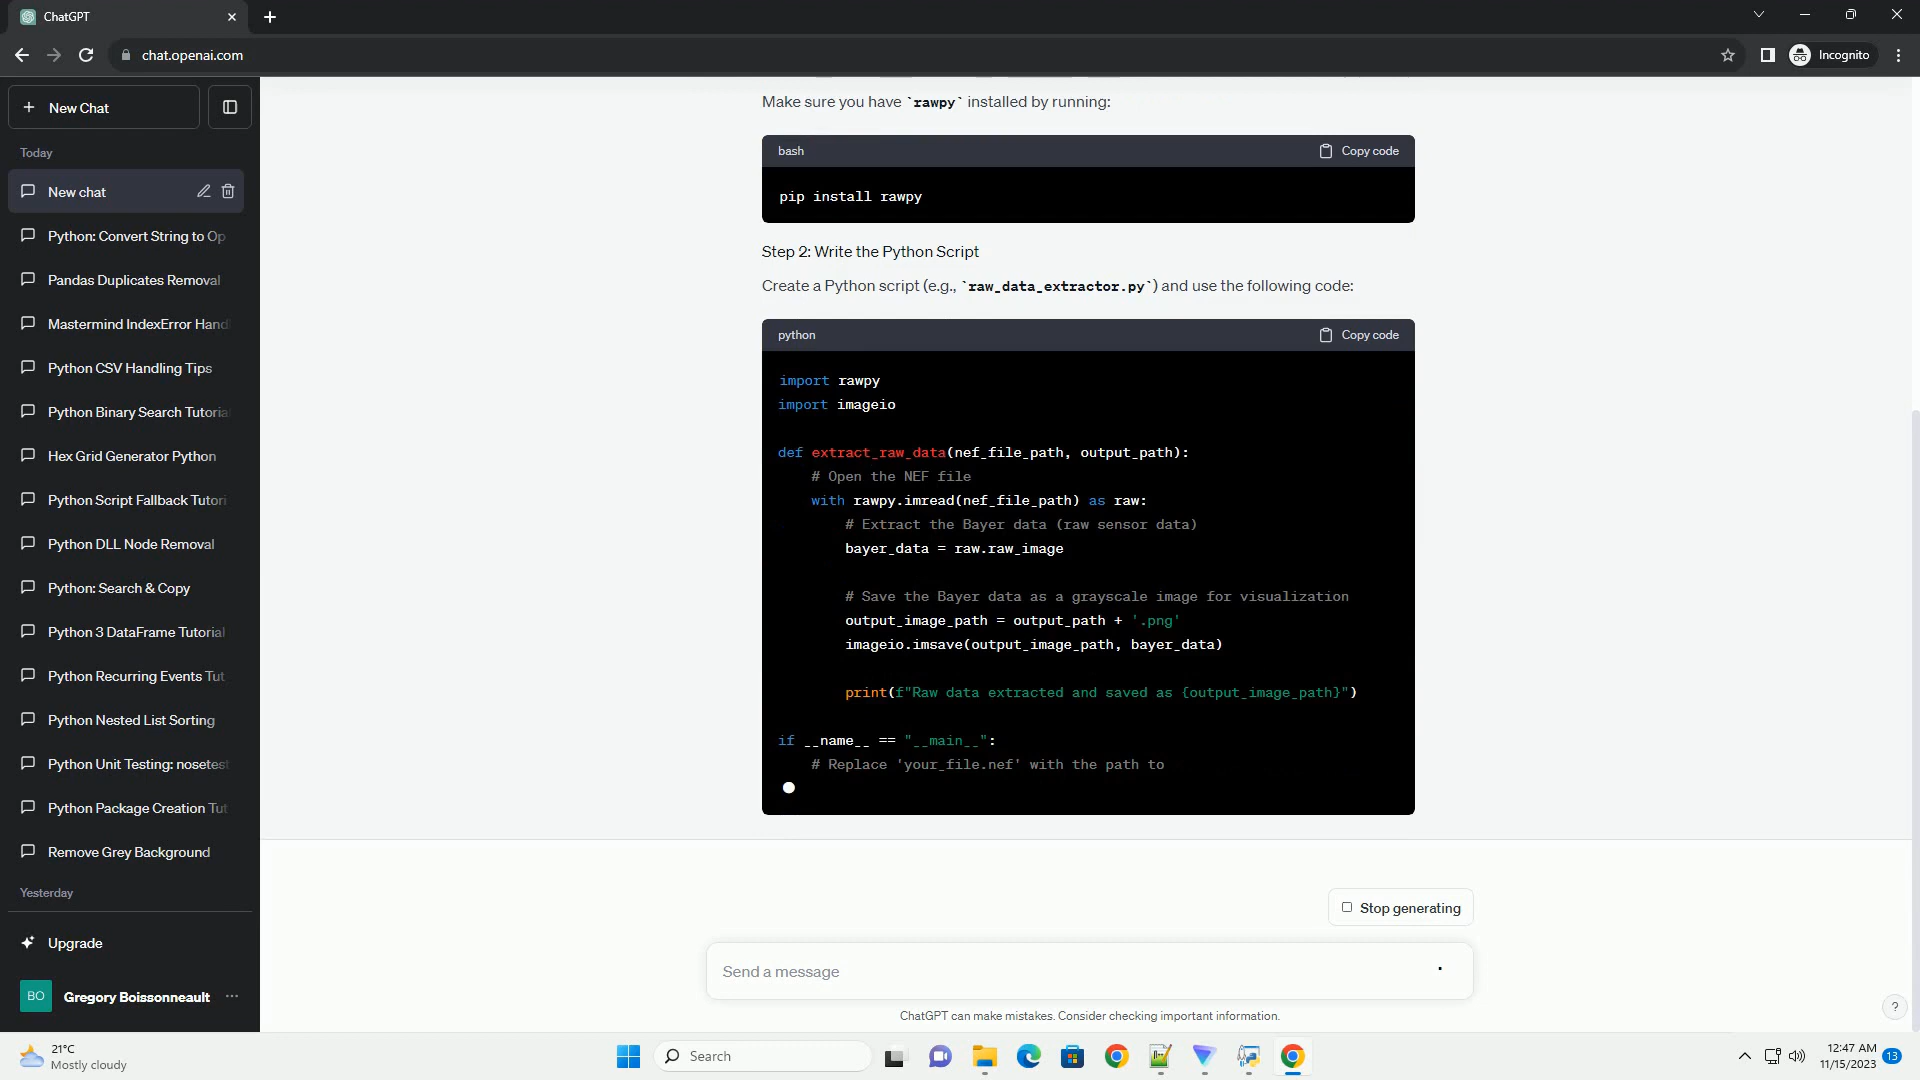 ChatGPT
chat.openai.com
Incognito
New Chat
Today
New chat
Python: Convert String to Op
Pandas Duplicates Removal
Mastermind IndexError Hand
Python CSV Handling Tips
Python Binary Search Tutoria
Hex Grid Generator Python
Python Script Fallback Tutori
Python DLL Node Removal
Python: Search & Copy
Python 3 DataFrame Tutorial
Python Recurring Events Tut
Python Nested List Sorting
Python Unit Testing: nosetest
Python Package Creation Tut
Remove Grey Background
Yesterday
Upgrade
BO Gregory Boissonneault
Make sure you have `rawpy` installed by running:
bash Copy code
pip install rawpy
Step 2: Write the Python Script
Create a Python script (e.g., `raw_data_extractor.py`) and use the following code:
python Copy code
import rawpy
import imageio
def extract_raw_data(nef_file_path, output_path):
# Open the NEF file
with rawpy.imread(nef_file_path) as raw:
# Extract the Bayer data (raw sensor data)
bayer_data = raw.raw_image
# Save the Bayer data as a grayscale image for visualization
output_image_path = output_path + '.png'
imageio.imsave(output_image_path, bayer_data)
print(f"Raw data extracted and saved as {output_image_path}")
if __name__ == "__main__":
# Replace 'your_file.nef' with the path to
Stop generating
Send a message
ChatGPT can make mistakes. Consider checking important information.
?
21°C
Mostly cloudy
Search
12:47 AM
11/15/2023
13